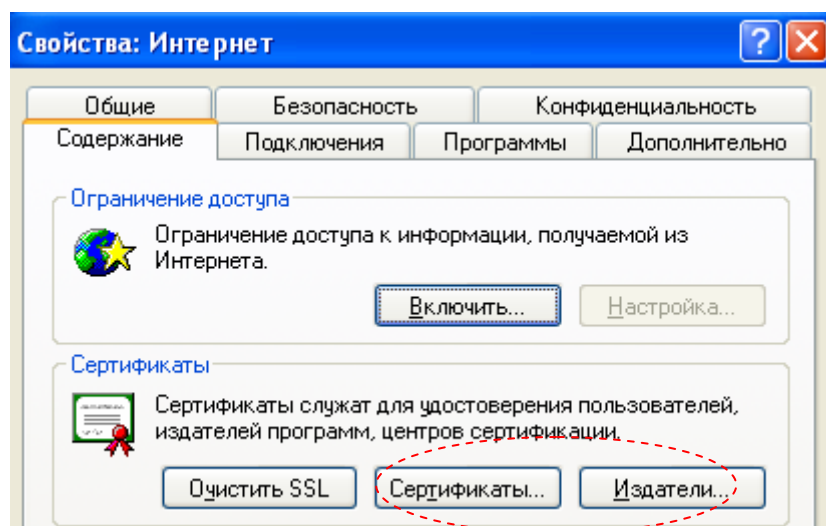 Свойства: Интернет
Общие Безопасность Конфиденциальность
Содержание Подключения Программы Дополнительно
Ограничение доступа
Ограничение доступа к информации, получаемой из
Интернета.
Включить... Настройка...
Сертификаты
Сертификаты служат для удостоверения пользователей,
издателей программ, центров сертификации.
Очистить SSL Сертификаты... Издатели...